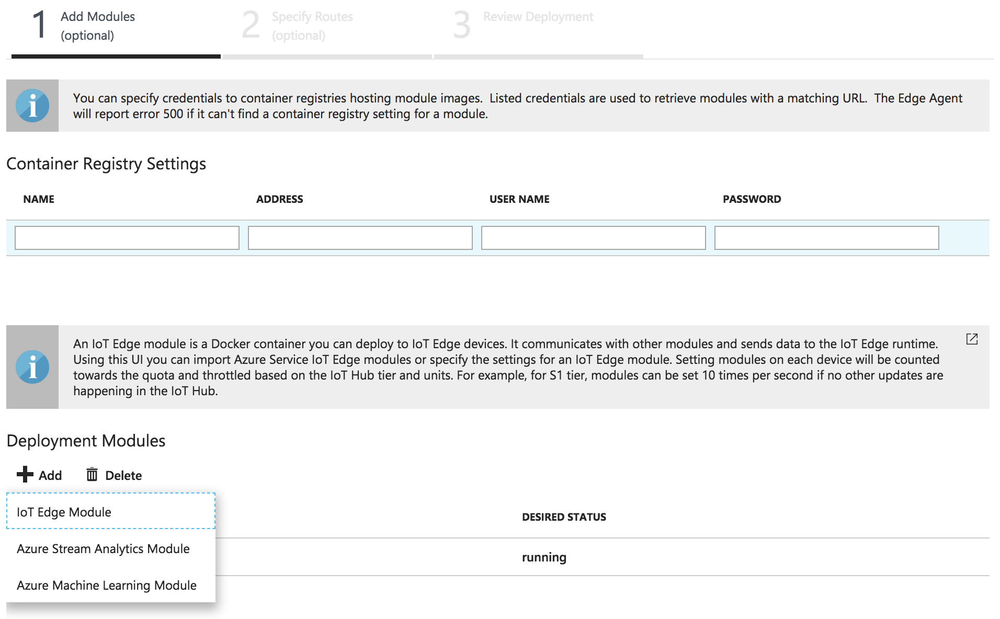 1 Add Modules
(optional)
2 Specify Routes
(optional)
3 Review Deployment
You can specify credentials to container registries hosting module images.  Listed credentials are used to retrieve modules with a matching URL.  The Edge Agent
will report error 500 if it can't find a container registry setting for a module.
Container Registry Settings
NAME ADDRESS USER NAME PASSWORD
An IoT Edge module is a Docker container you can deploy to IoT Edge devices. It communicates with other modules and sends data to the IoT Edge runtime.
Using this UI you can import Azure Service IoT Edge modules or specify the settings for an IoT Edge module. Setting modules on each device will be counted
towards the quota and throttled based on the IoT Hub tier and units. For example, for S1 tier, modules can be set 10 times per second if no other updates are
happening in the IoT Hub.
Deployment Modules
Add Delete
IoT Edge Module
DESIRED STATUS
Azure Stream Analytics Module
running
Azure Machine Learning Module